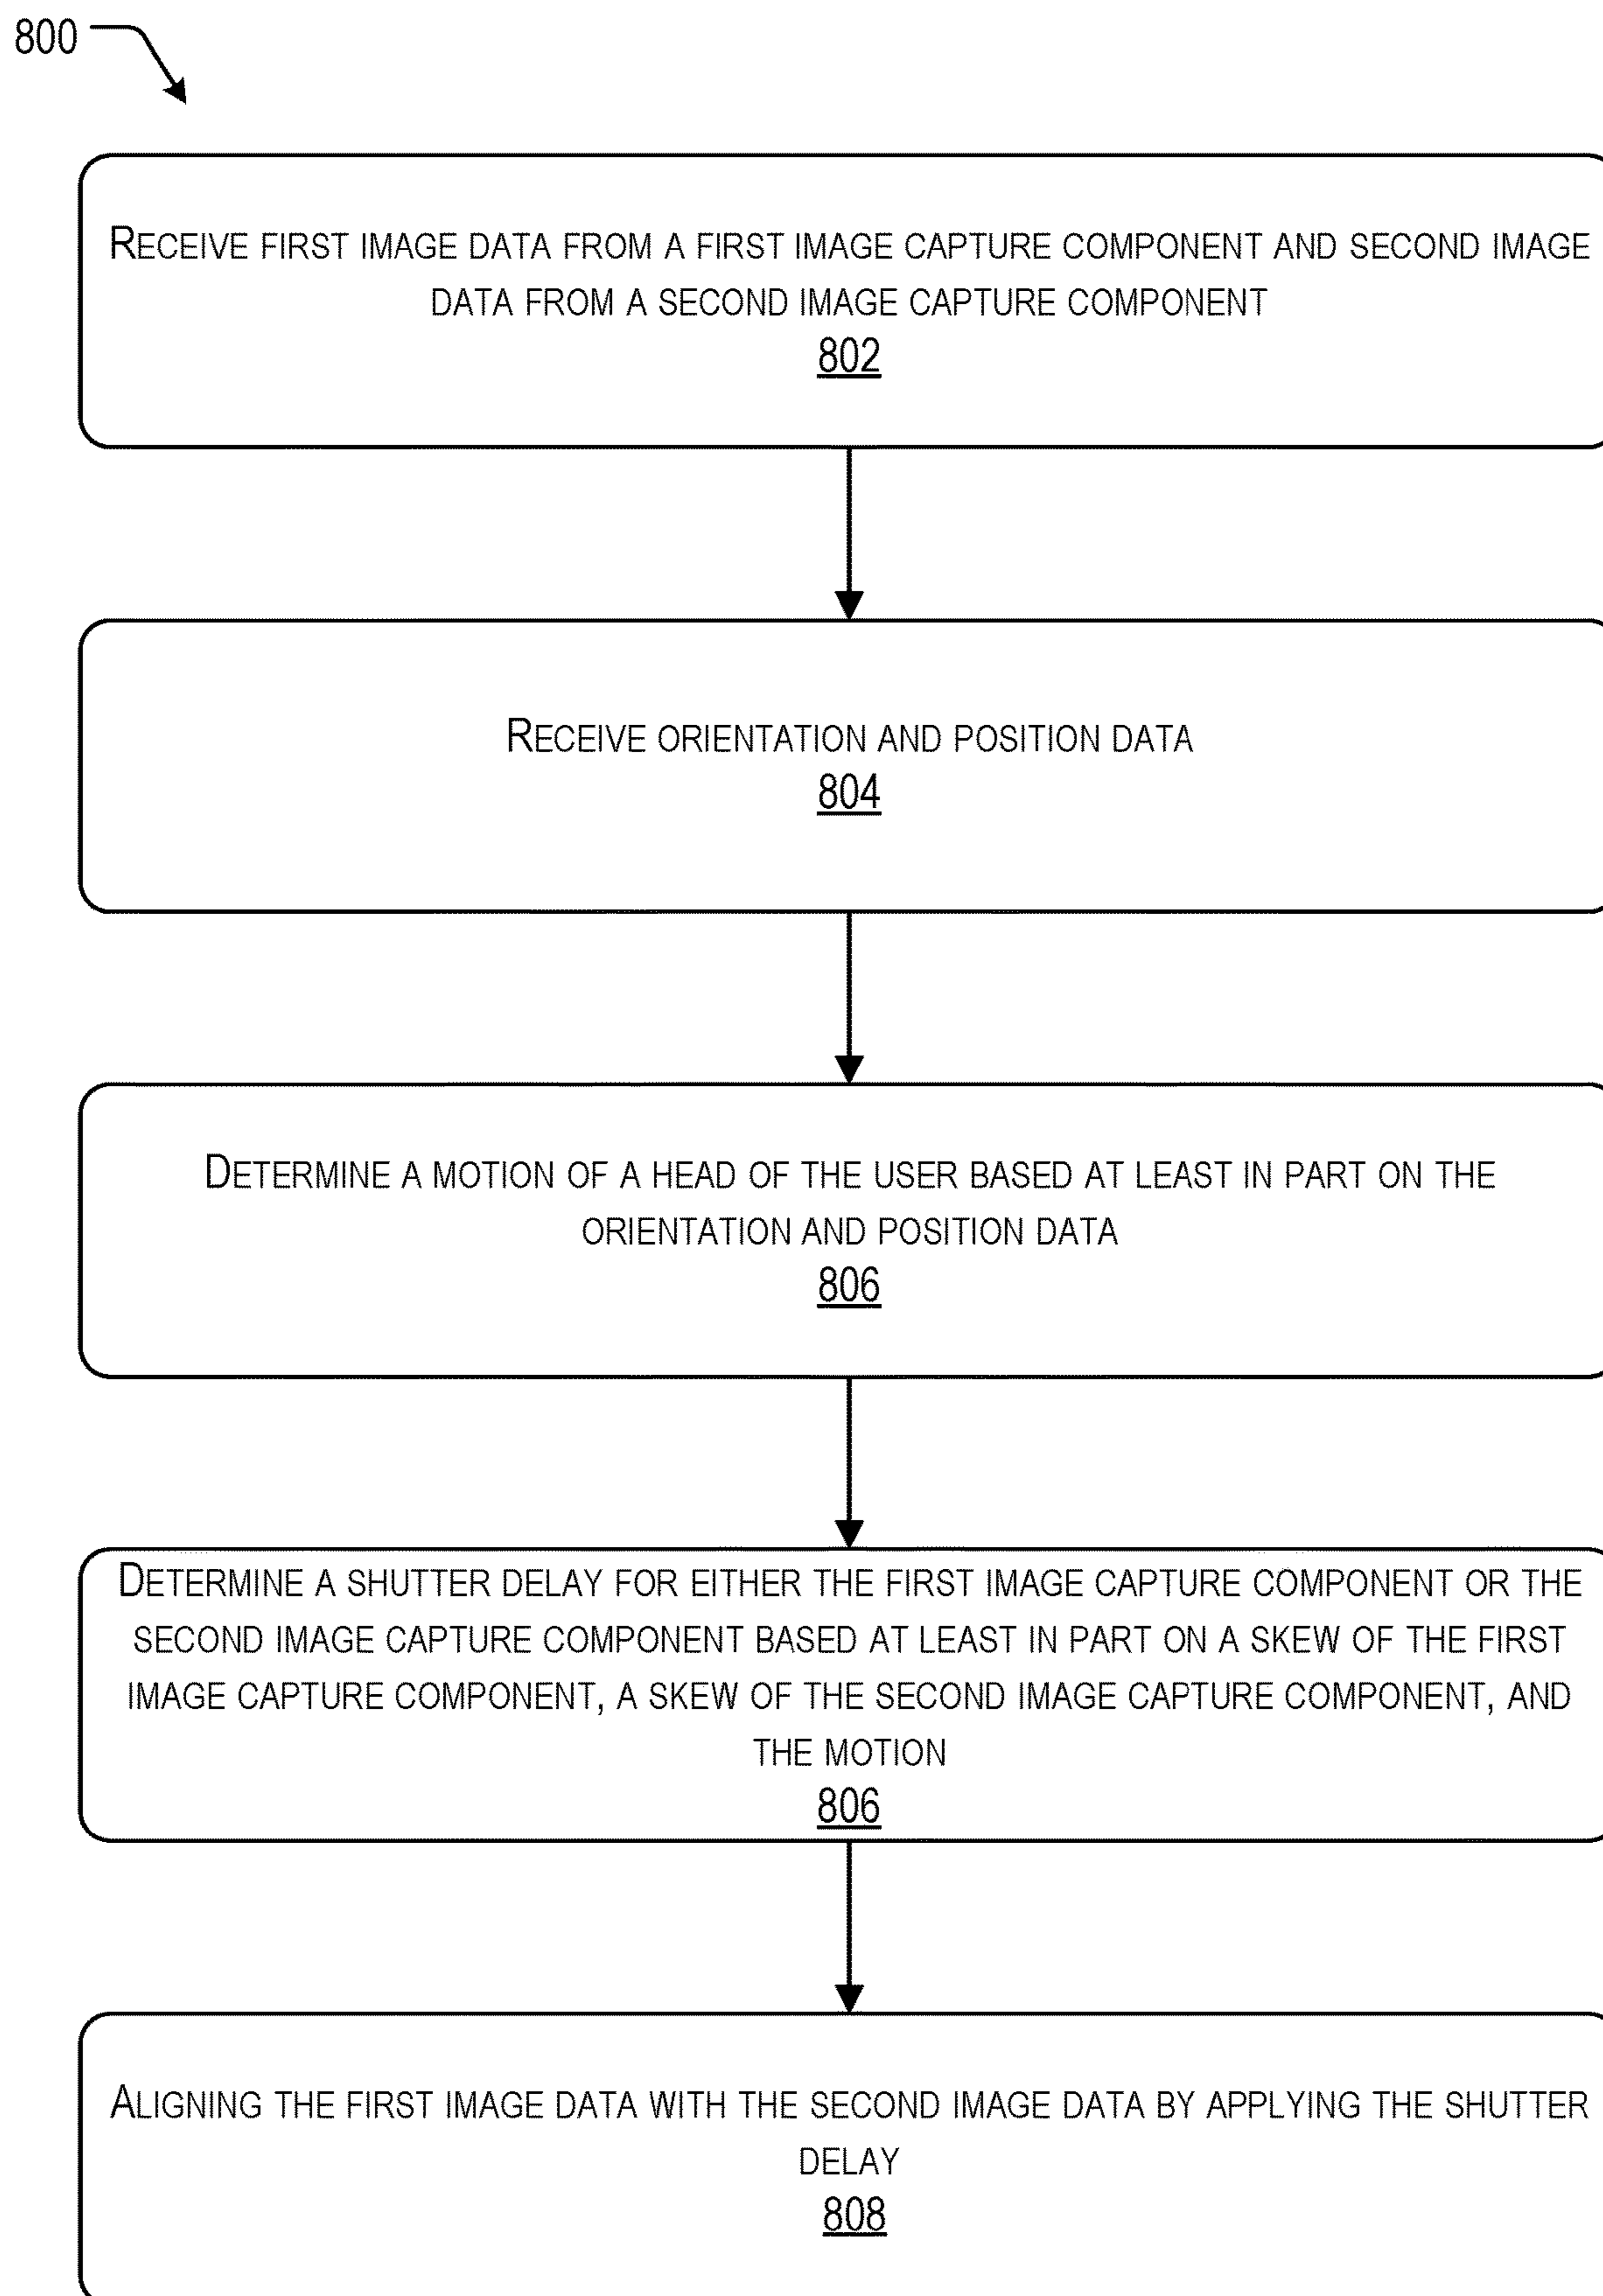 800
Receive first image data from a first image capture component and second image
data from a second image capture component
802
Receive orientation and position data
804
Determine a motion of a head of the user based at least in part on the
orientation and position data
806
Determine a shutter delay for either the first image capture component or the
second image capture component based at least in part on a skew of the first
image capture component, a skew of the second image capture component, and
the motion
806
Aligning the first image data with the second image data by applying the shutter
delay
808